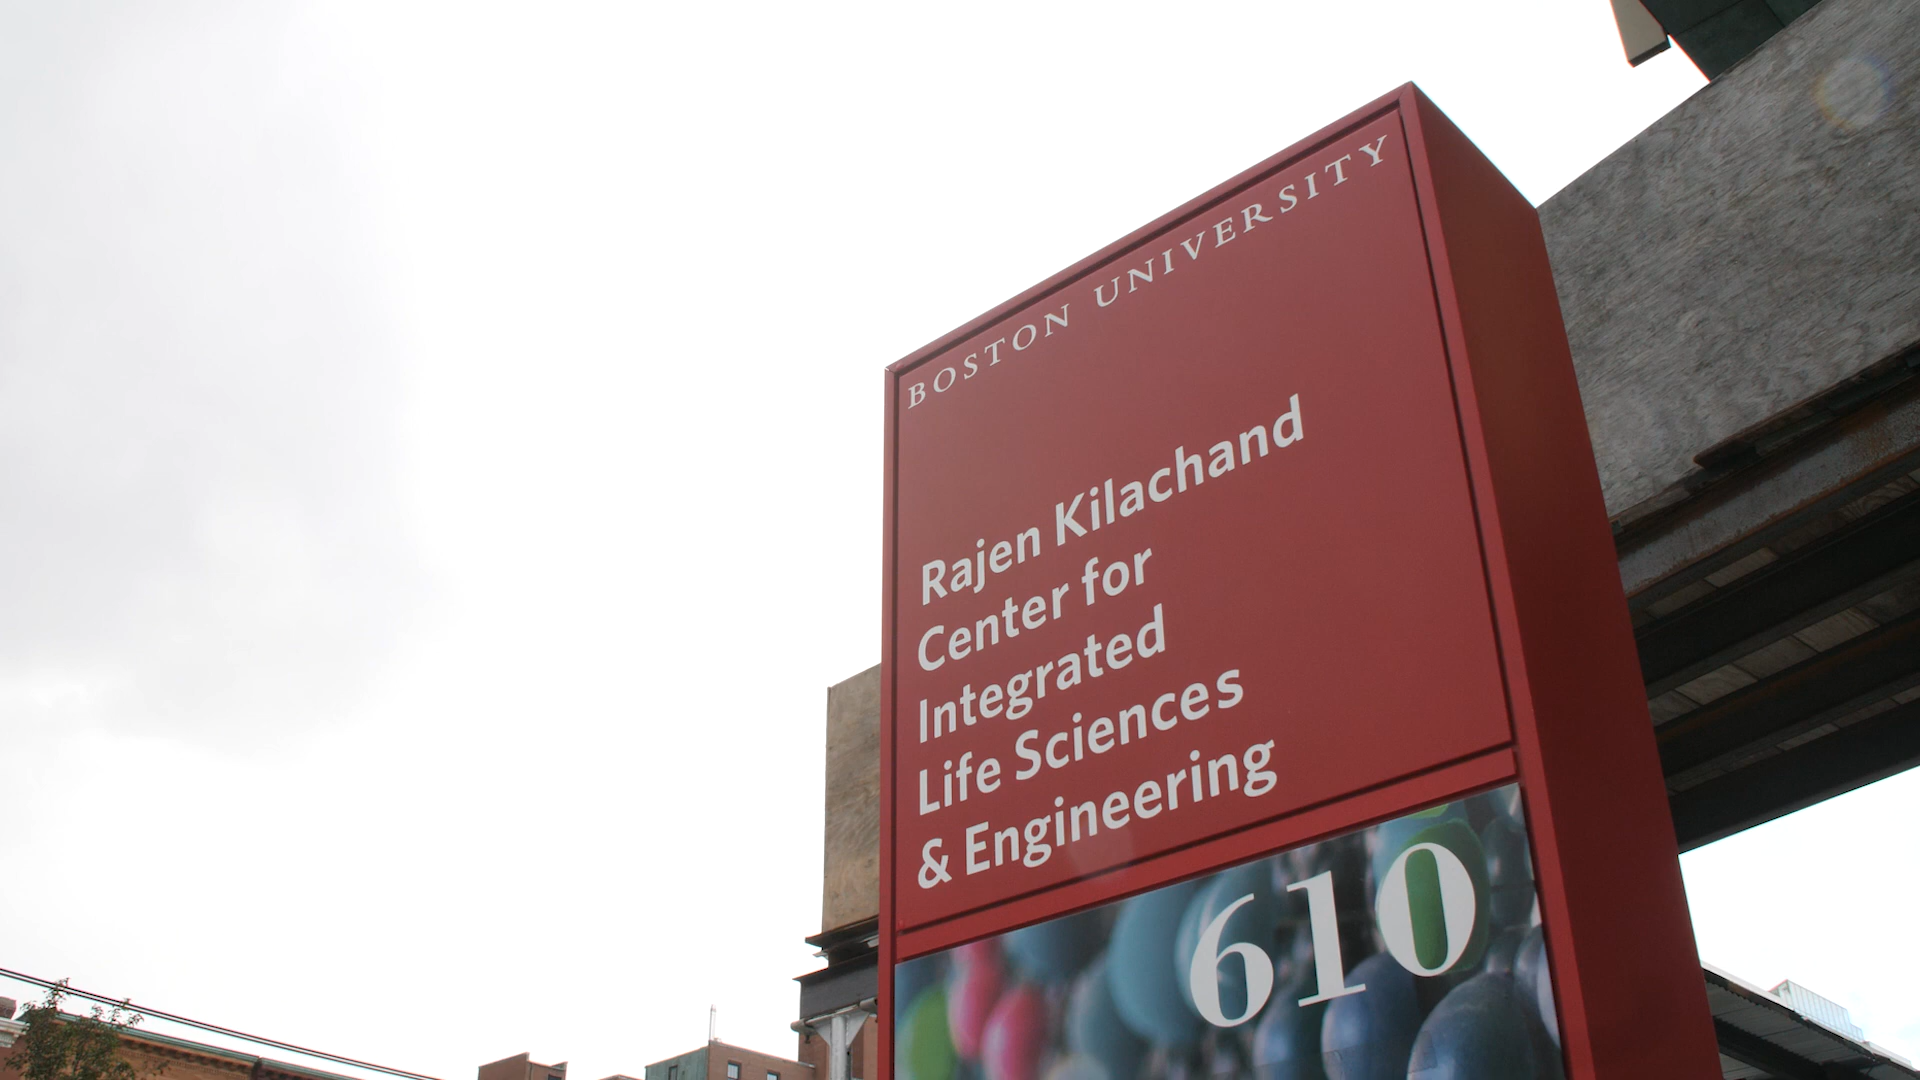 BOSTON UNIVERSITY
Rajen Kilachand
Center for
Integrated
Life Sciences
& Engineering
610